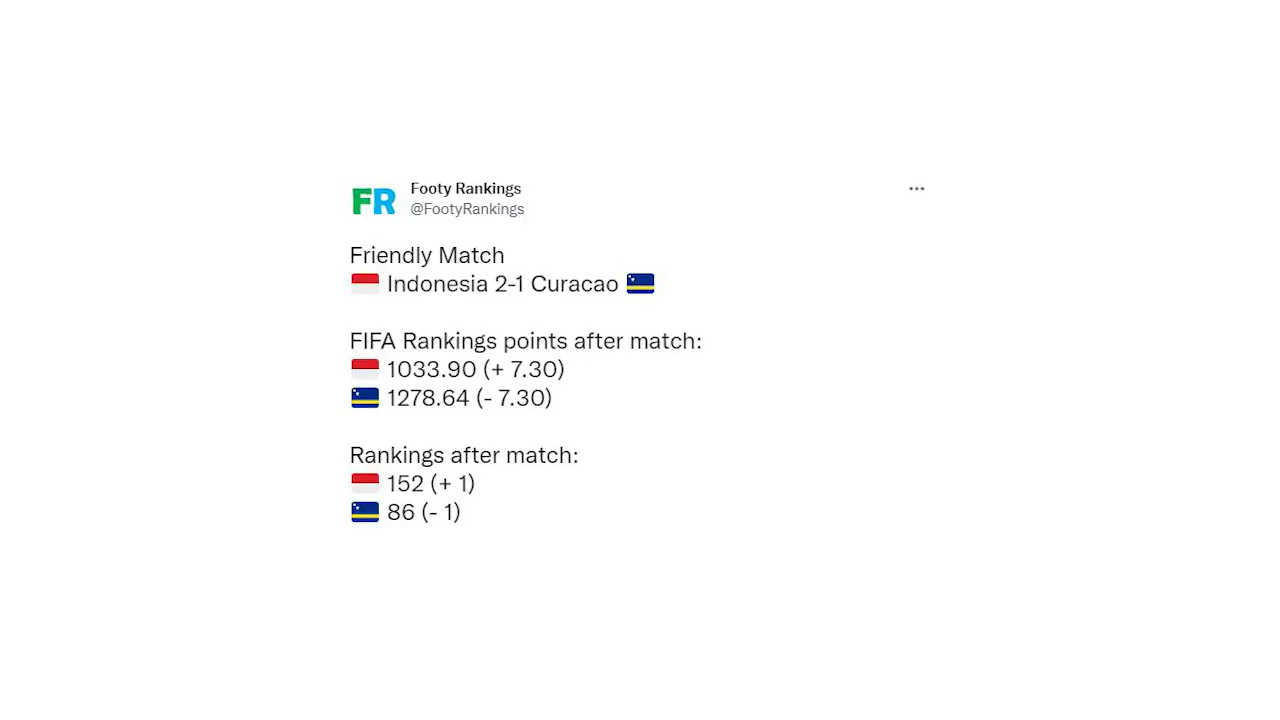 FR
Footy Rankings
@FootyRankings
...
Friendly Match
🇮🇩 Indonesia 2-1 Curacao 🇨🇼
FIFA Rankings points after match:
🇮🇩 1033.90 (+ 7.30)
🇨🇼 1278.64 (- 7.30)
Rankings after match:
🇮🇩 152 (+ 1)
🇨🇼 86 (- 1)